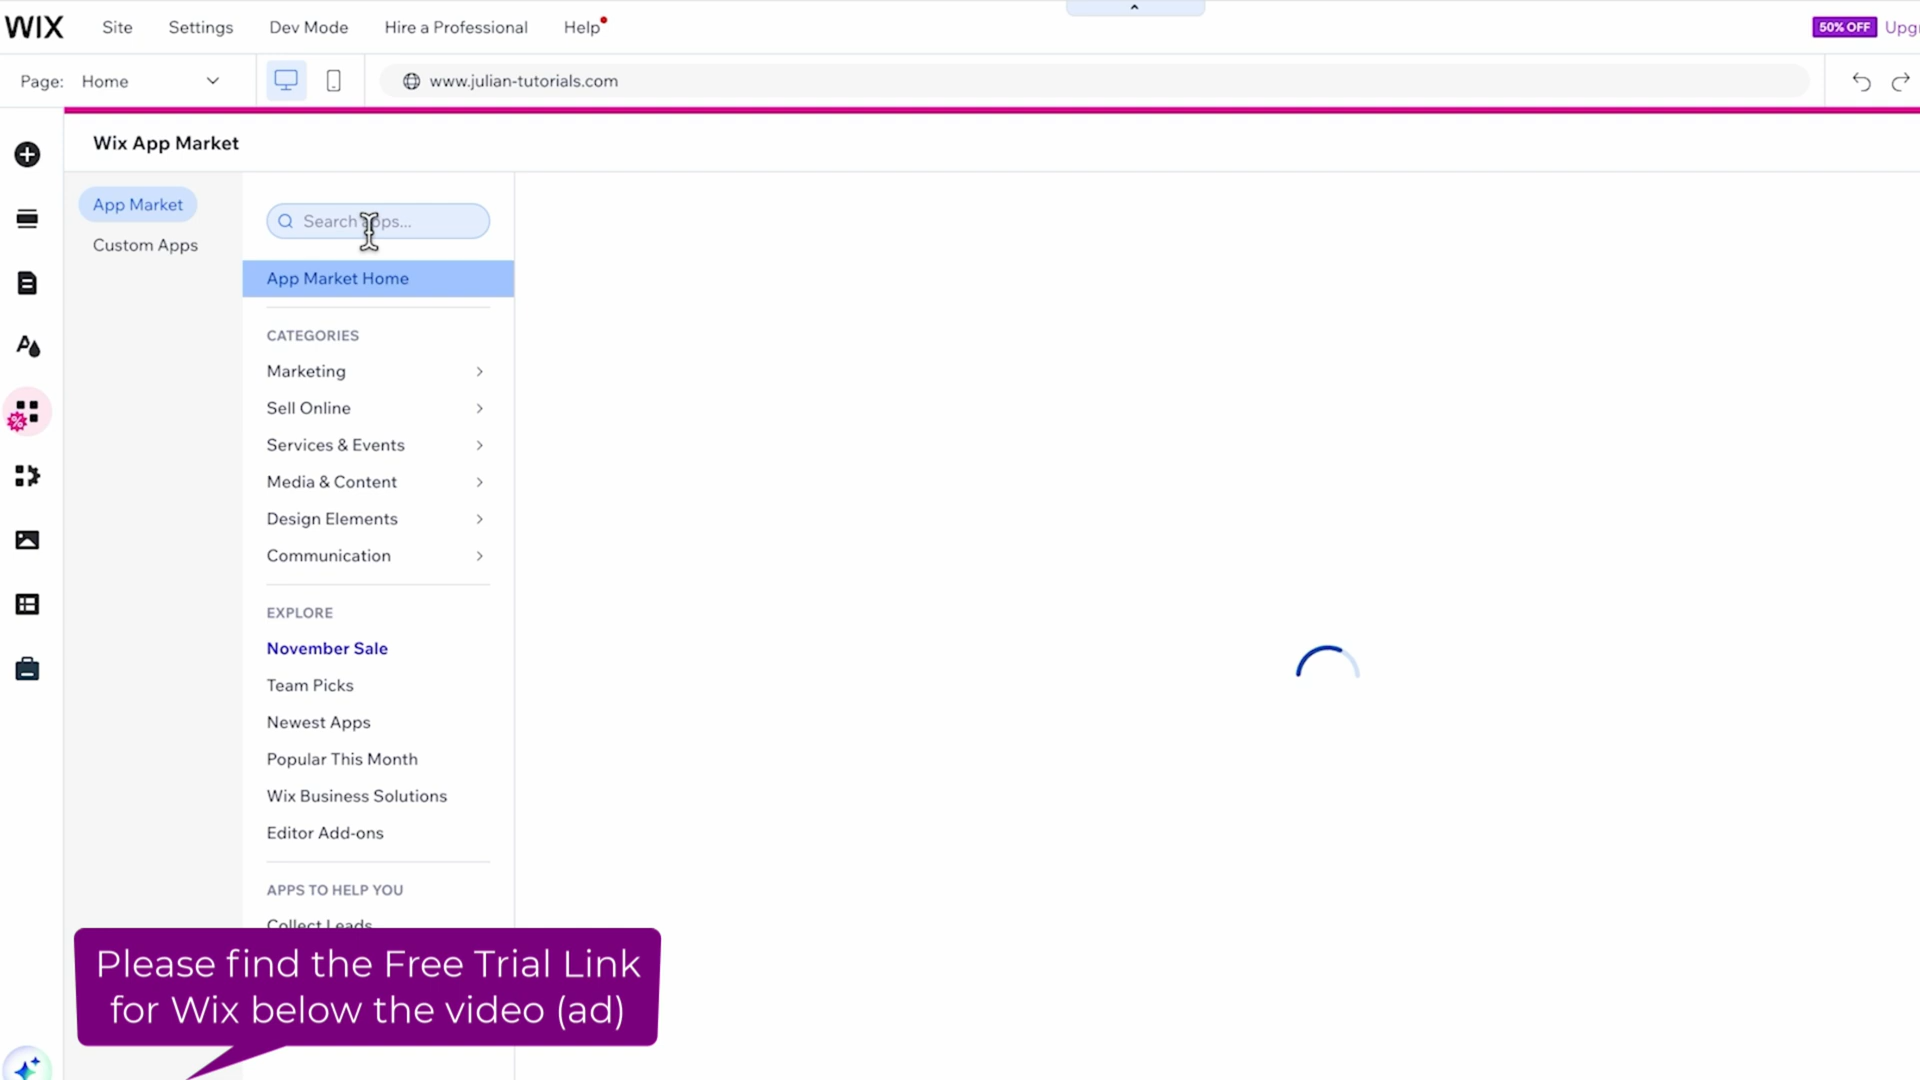 WIX Site Settings Dev Mode Hire a Professional Help 50% OFF
Page: Home www.julian-tutorials.com
Wix App Market
App Market
Custom Apps
Search apps...
App Market Home
CATEGORIES
Marketing
Sell Online
Services & Events
Media & Content
Design Elements
Communication
EXPLORE
November Sale
Team Picks
Newest Apps
Popular This Month
Wix Business Solutions
Editor Add-ons
APPS TO HELP YOU
Collect Leads
Please find the Free Trial Link
for Wix below the video (ad)